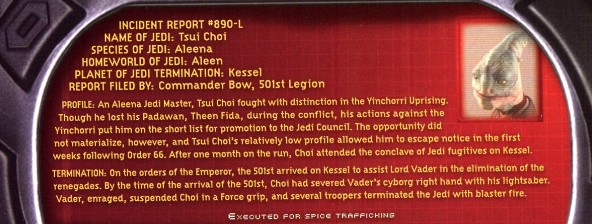 INCIDENT REPORT #890-L
NAME OF JEDI: Tsui Choi
SPECIES OF JEDI: Aleena
HOMEWORLD OF JEDI: Aleen
PLANET OF JEDI TERMINATION: Kessel
REPORT FILED BY: Commander Bow, 501st Legion
PROFILE: An Aleena Jedi Master, Tsui Choi fought with distinction in the Yinchorri Uprising.
Though he lost his Padawan, Theen Fida, during the conflict, his actions against the
Yinchorri put him on the short list for promotion to the Jedi Council. The opportunity did
not materialize, however, and Tsui Choi's relatively low profile allowed him to escape notice in the first
weeks following Order 66. After one month on the run, Choi attended the conclave of Jedi fugitives on Kessel.
TERMINATION: On the orders of the Emperor, the 501st arrived on Kessel to assist Lord Vader in the elimination of the
renegades. By the time of the arrival of the 501st, Choi had severed Vader's cyborg right hand with his lightsaber.
Vader, enraged, suspended Choi in a Force grip, and several troopers terminated the Jedi with blaster fire.
EXECUTED FOR SPICE TRAFFICKING